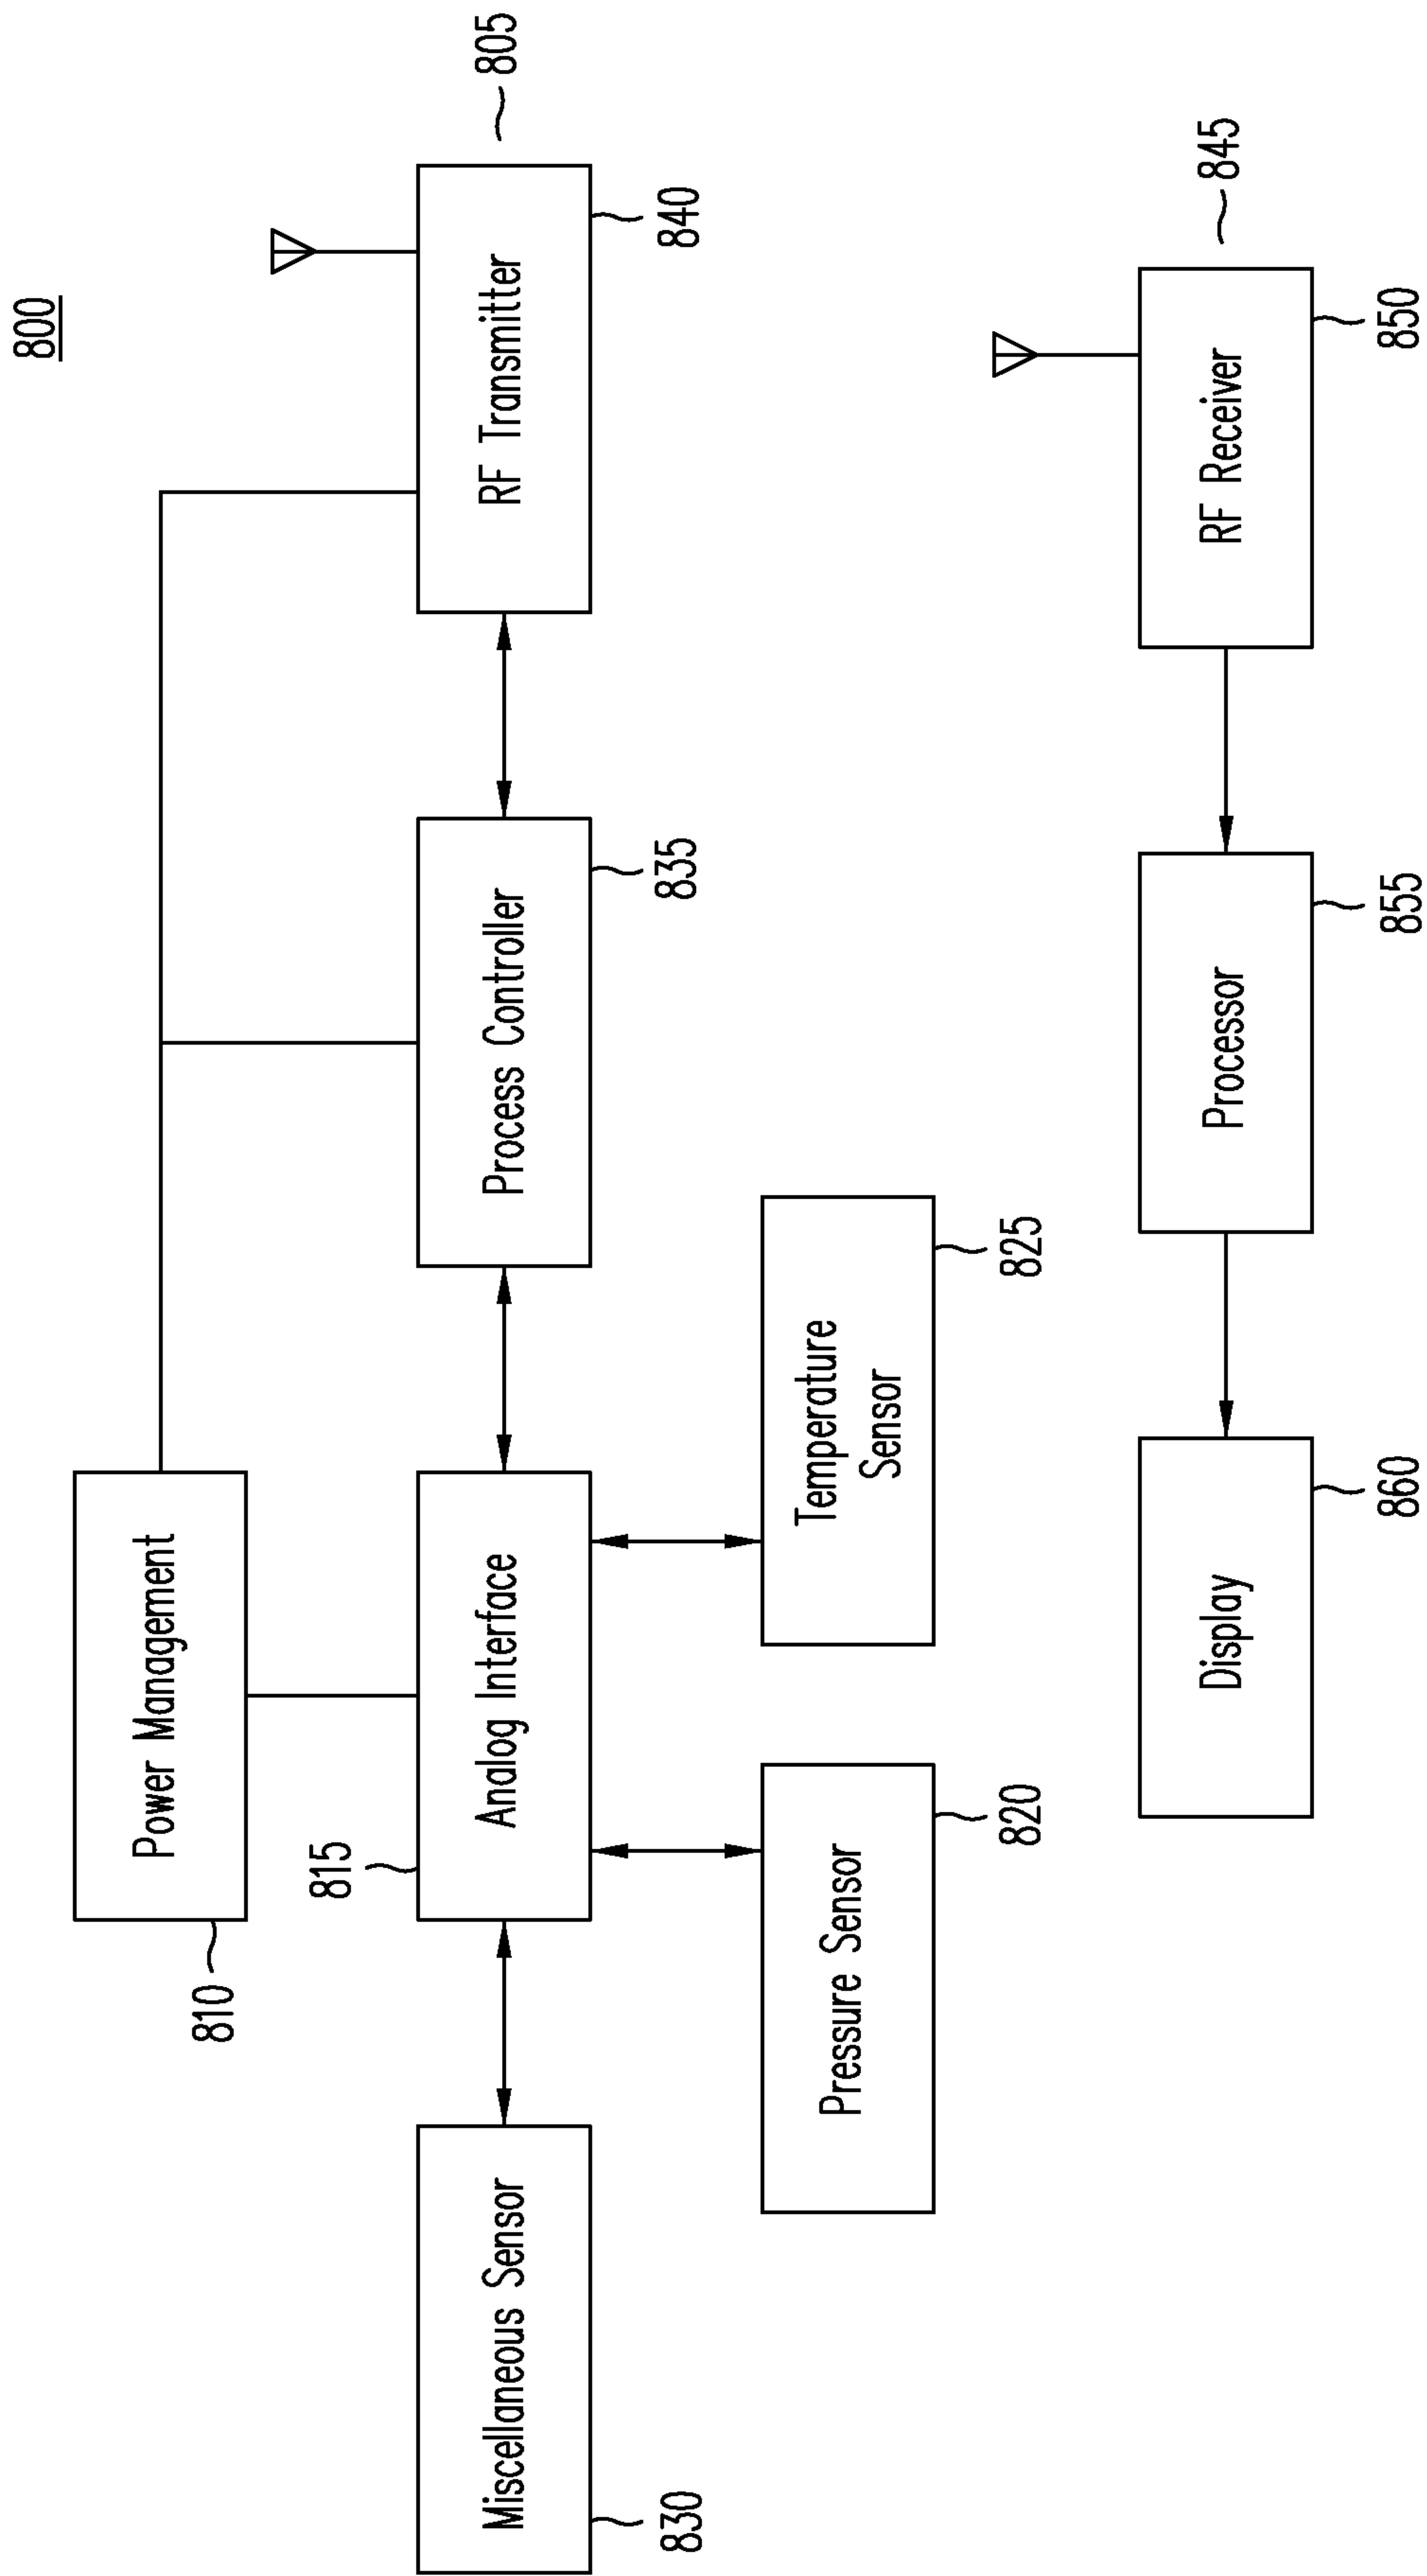 800
Power Management
810
815
Miscellaneous Sensor
830
Analog Interface
Process Controller
835
RF Transmitter
840
805
Pressure Sensor
820
Temperature
Sensor
825
Display
860
Processor
855
RF Receiver
850
845